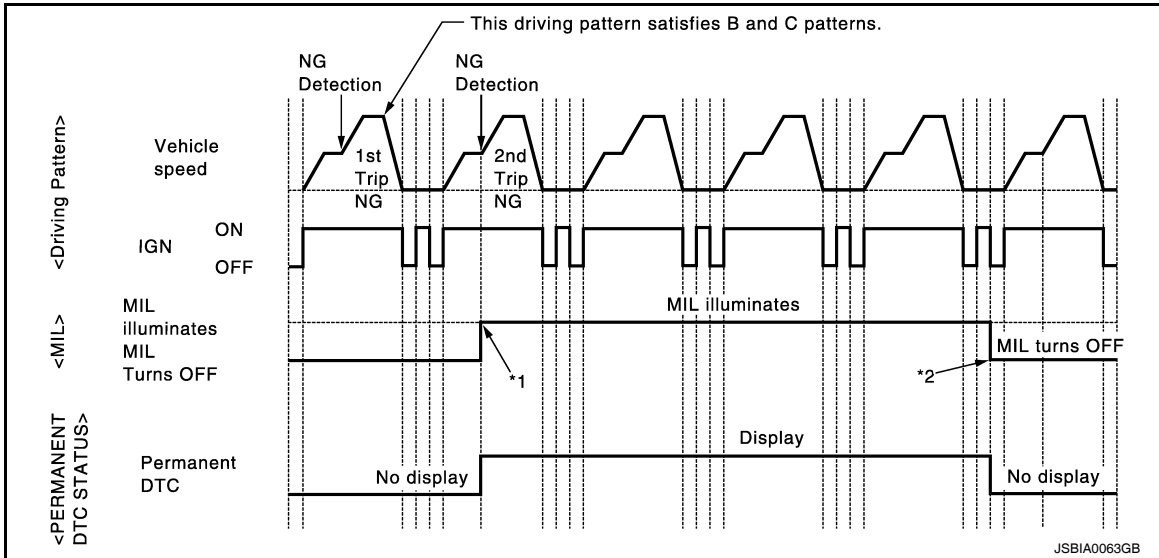 This driving pattern satisfies B and C patterns.
NG
Detection
NG
Detection
<Driving Pattern>
Vehicle
speed
1st
Trip
NG
2nd
Trip
NG
IGN
ON
OFF
<MIL>
MIL
illuminates
MIL
Turns OFF
MIL illuminates
*1
*2
MIL turns OFF
<PERMANENT
DTC STATUS>
Permanent
DTC
No display
Display
No display
JSBIA0063GB